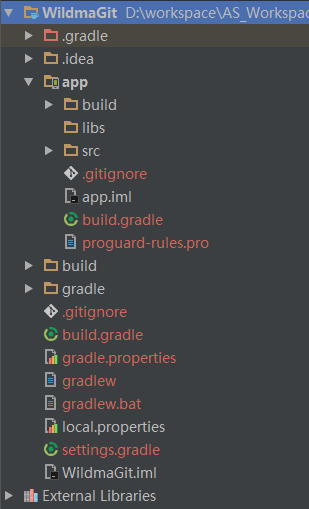 WildmaGit D:\workspace\AS_Workspac
.gradle
.idea
app
build
libs
src
.gitignore
app.iml
build.gradle
proguard-rules.pro
build
gradle
.gitignore
build.gradle
gradle.properties
gradlew
gradlew.bat
local.properties
settings.gradle
WildmaGit.iml
External Libraries